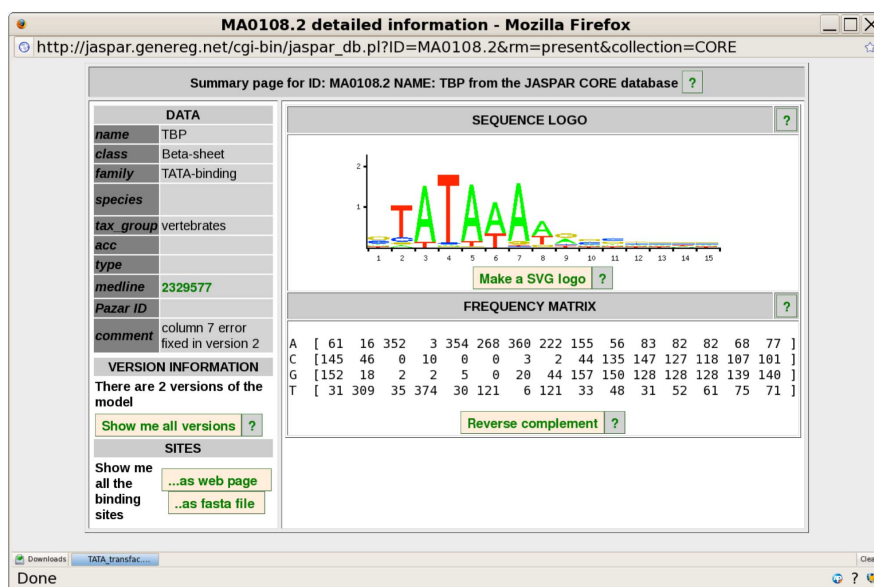 MA0108.2 detailed information - Mozilla Firefox
http://jaspar.genereg.net/cgi-bin/jaspar_db.pl?ID=MA0108.2&rm=present&collection=CORE
Summary page for ID: MA0108.2 NAME: TBP from the JASPAR CORE database ?
DATA
name TBP
class Beta-sheet
family TATA-binding
species
tax_group vertebrates
acc
type
medline 2329577
Pazar ID
comment column 7 error
fixed in version 2
VERSION INFORMATION
There are 2 versions of the
model
Show me all versions ?
SITES
Show me
all the
binding
sites
...as web page
..as fasta file
SEQUENCE LOGO ?
2
1
TATAAAA
1 2 3 4 5 6 7 8 9 10 11 12 13 14 15
Make a SVG logo ?
FREQUENCY MATRIX ?
A [ 61 16 352 3 354 268 360 222 155 56 83 82 82 68 77 ]
C [145 46 0 10 0 0 3 2 44 135 147 127 118 107 101 ]
G [152 18 2 2 5 0 20 44 157 150 128 128 128 139 140 ]
T [ 31 309 35 374 30 121 6 121 33 48 31 52 61 75 71 ]
Reverse complement ?
Downloads TATA_transfac.... Clea
Done ?